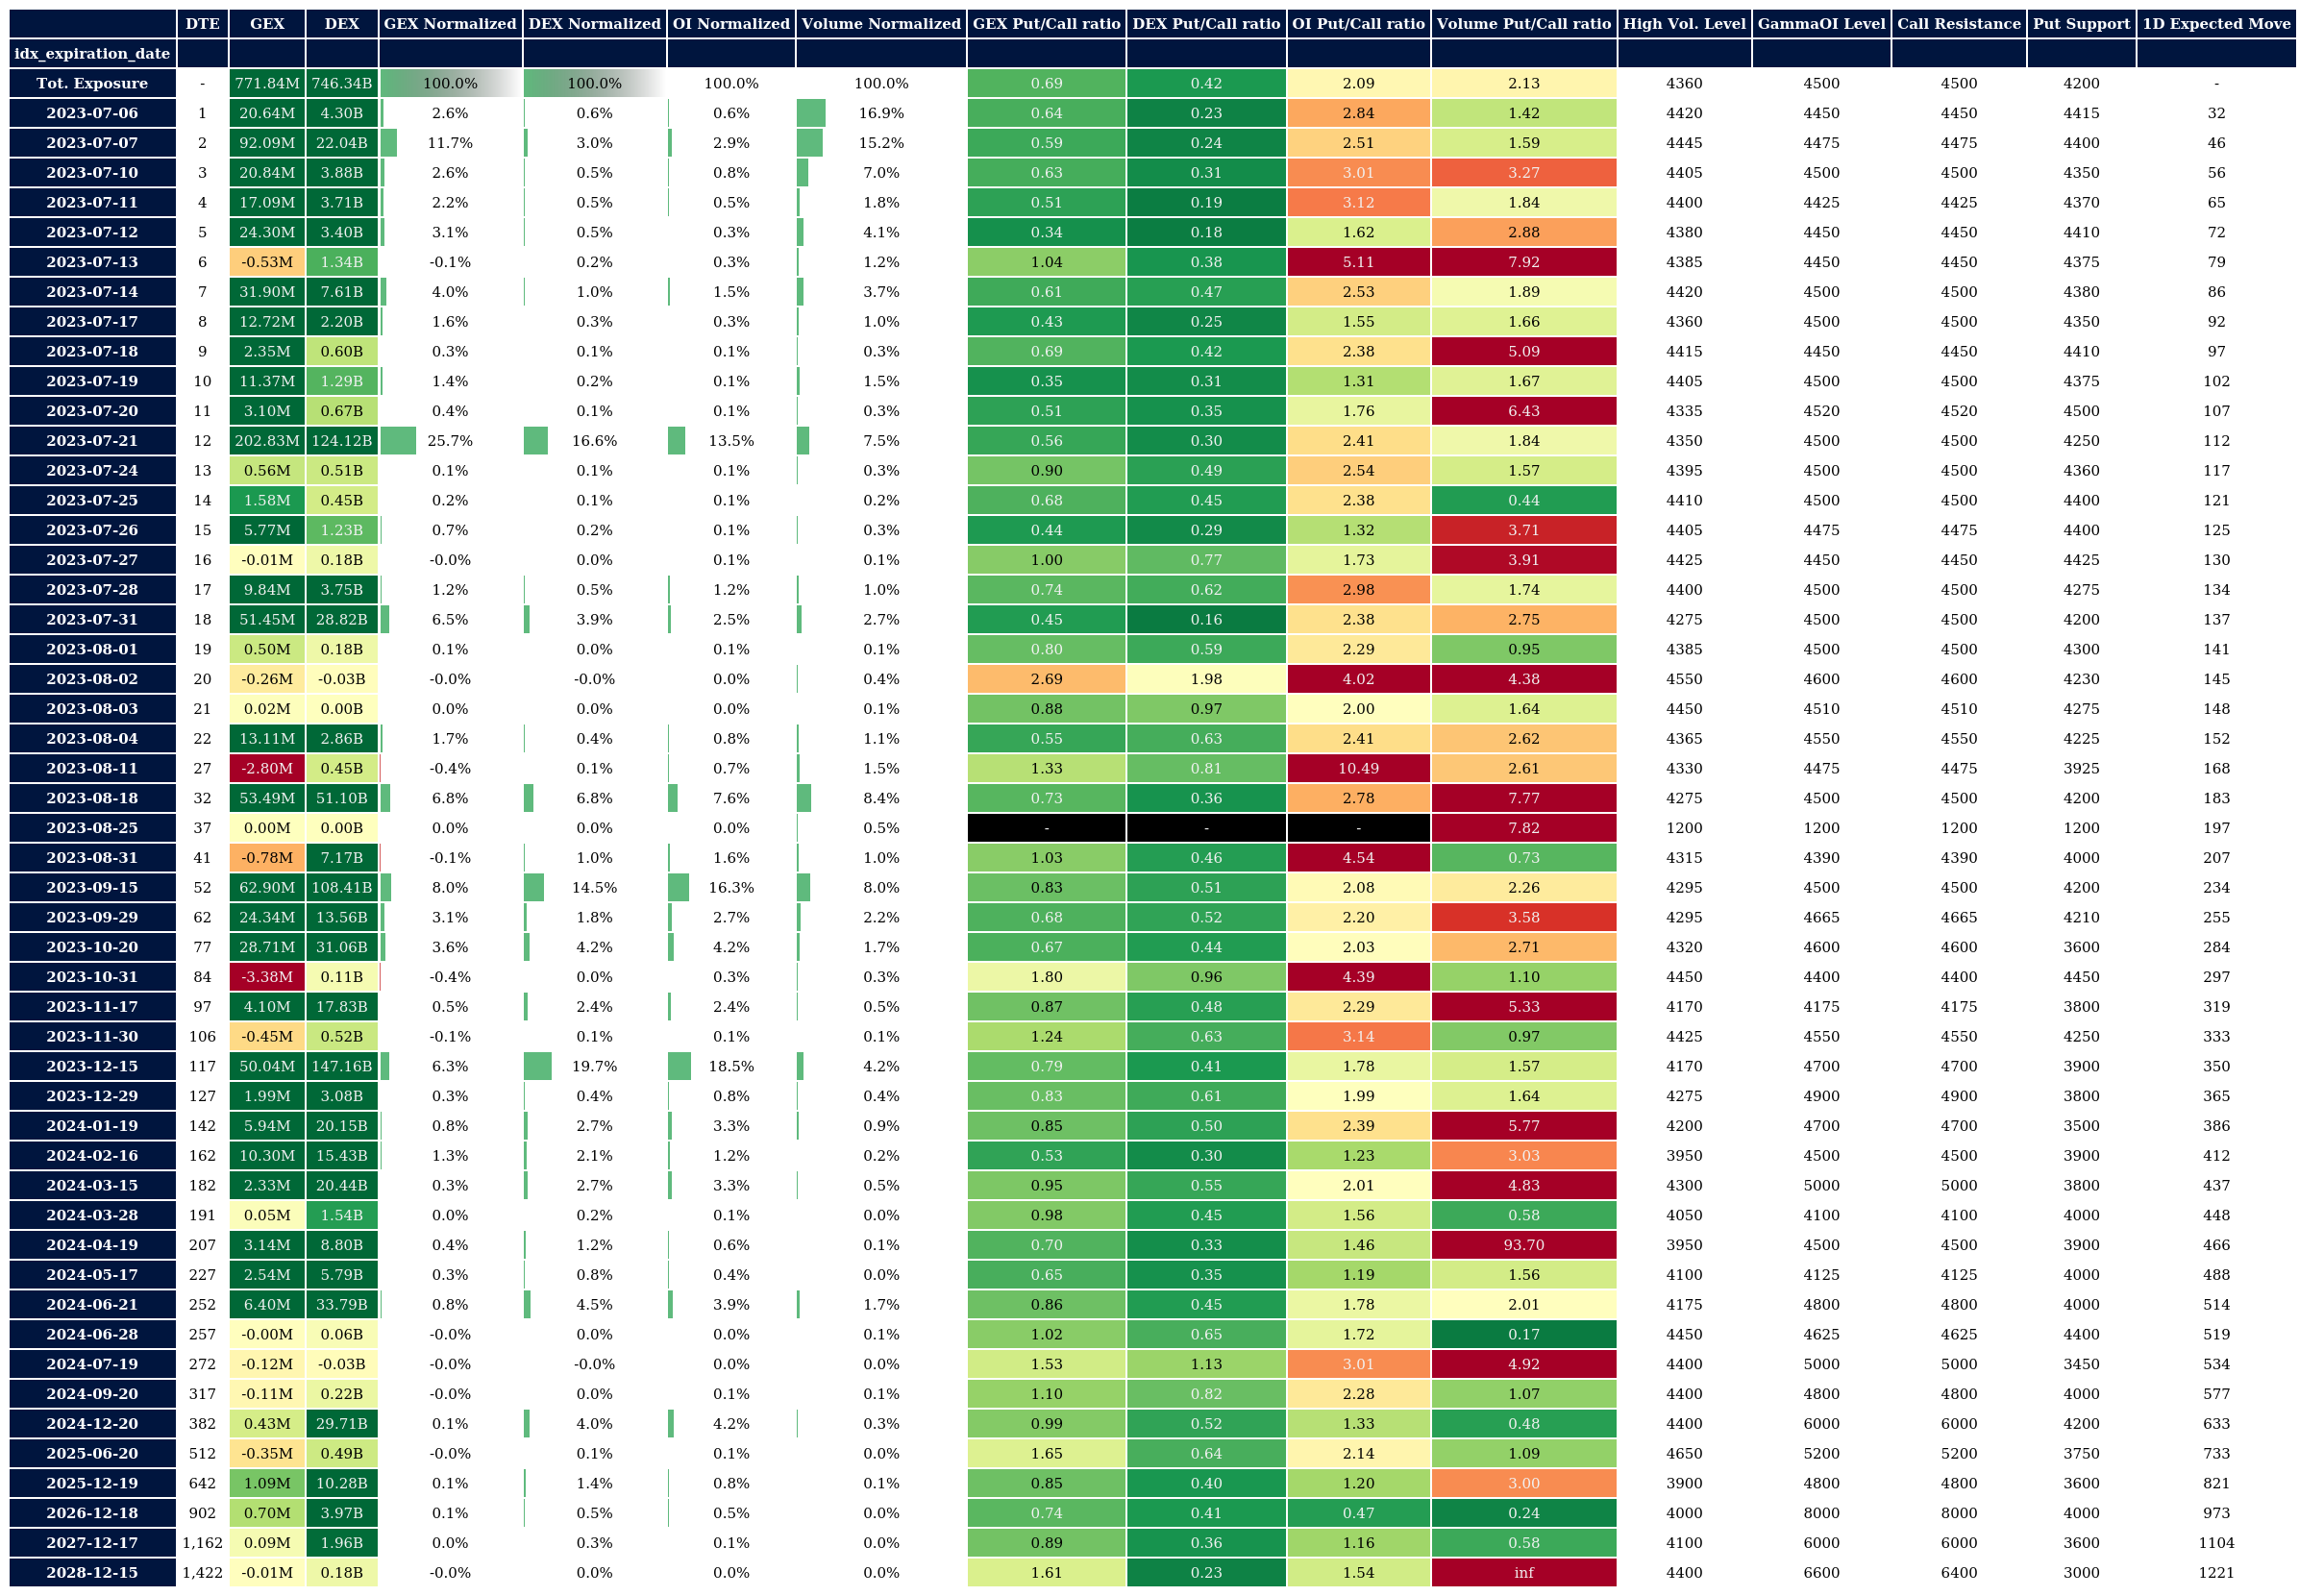 DTE GEX DEX GEX Normalized DEX Normalized OI Normalized Volume Normalized GEX Put/Call ratio DEX Put/Call ratio OI Put/Call ratio Volume Put/Call ratio High Vol. Level GammaOI Level Call Resistance Put Support 1D Expected Move
idx_expiration_date
Tot. Exposure - 771.84M 746.34B 100.0% 100.0% 100.0% 100.0% 0.69 0.42 2.09 2.13 4360 4500 4500 4200 -
2023-07-06 1 20.64M 4.30B 2.6% 0.6% 0.6% 16.9% 0.64 0.23 2.84 1.42 4420 4450 4450 4415 32
2023-07-07 2 92.09M 22.04B 11.7% 3.0% 2.9% 15.2% 0.59 0.24 2.51 1.59 4445 4475 4475 4400 46
2023-07-10 3 20.84M 3.88B 2.6% 0.5% 0.8% 7.0% 0.63 0.31 3.01 3.27 4405 4500 4500 4350 56
2023-07-11 4 17.09M 3.71B 2.2% 0.5% 0.5% 1.8% 0.51 0.19 3.12 1.84 4400 4425 4425 4370 65
2023-07-12 5 24.30M 3.40B 3.1% 0.5% 0.3% 4.1% 0.34 0.18 1.62 2.88 4380 4450 4450 4410 72
2023-07-13 6 -0.53M 1.34B -0.1% 0.2% 0.3% 1.2% 1.04 0.38 5.11 7.92 4385 4450 4450 4375 79
2023-07-14 7 31.90M 7.61B 4.0% 1.0% 1.5% 3.7% 0.61 0.47 2.53 1.89 4420 4500 4500 4380 86
2023-07-17 8 12.72M 2.20B 1.6% 0.3% 0.3% 1.0% 0.43 0.25 1.55 1.66 4360 4500 4500 4350 92
2023-07-18 9 2.35M 0.60B 0.3% 0.1% 0.1% 0.3% 0.69 0.42 2.38 5.09 4415 4450 4450 4410 97
2023-07-19 10 11.37M 1.29B 1.4% 0.2% 0.1% 1.5% 0.35 0.31 1.31 1.67 4405 4500 4500 4375 102
2023-07-20 11 3.10M 0.67B 0.4% 0.1% 0.1% 0.3% 0.51 0.35 1.76 6.43 4335 4520 4520 4500 107
2023-07-21 12 202.83M 124.12B 25.7% 16.6% 13.5% 7.5% 0.56 0.30 2.41 1.84 4350 4500 4500 4250 112
2023-07-24 13 0.56M 0.51B 0.1% 0.1% 0.1% 0.3% 0.90 0.49 2.54 1.57 4395 4500 4500 4360 117
2023-07-25 14 1.58M 0.45B 0.2% 0.1% 0.1% 0.2% 0.68 0.45 2.38 0.44 4410 4500 4500 4400 121
2023-07-26 15 5.77M 1.23B 0.7% 0.2% 0.1% 0.3% 0.44 0.29 1.32 3.71 4405 4475 4475 4400 125
2023-07-27 16 -0.01M 0.18B -0.0% 0.0% 0.1% 0.1% 1.00 0.77 1.73 3.91 4425 4450 4450 4425 130
2023-07-28 17 9.84M 3.75B 1.2% 0.5% 1.2% 1.0% 0.74 0.62 2.98 1.74 4400 4500 4500 4275 134
2023-07-31 18 51.45M 28.82B 6.5% 3.9% 2.5% 2.7% 0.45 0.16 2.38 2.75 4275 4500 4500 4200 137
2023-08-01 19 0.50M 0.18B 0.1% 0.0% 0.1% 0.1% 0.80 0.59 2.29 0.95 4385 4500 4500 4300 141
2023-08-02 20 -0.26M -0.03B -0.0% -0.0% 0.0% 0.4% 2.69 1.98 4.02 4.38 4550 4600 4600 4230 145
2023-08-03 21 0.02M 0.00B 0.0% 0.0% 0.0% 0.1% 0.88 0.97 2.00 1.64 4450 4510 4510 4275 148
2023-08-04 22 13.11M 2.86B 1.7% 0.4% 0.8% 1.1% 0.55 0.63 2.41 2.62 4365 4550 4550 4225 152
2023-08-11 27 -2.80M 0.45B -0.4% 0.1% 0.7% 1.5% 1.33 0.81 10.49 2.61 4330 4475 4475 3925 168
2023-08-18 32 53.49M 51.10B 6.8% 6.8% 7.6% 8.4% 0.73 0.36 2.78 7.77 4275 4500 4500 4200 183
2023-08-25 37 0.00M 0.00B 0.0% 0.0% 0.0% 0.5% - - - 7.82 1200 1200 1200 1200 197
2023-08-31 41 -0.78M 7.17B -0.1% 1.0% 1.6% 1.0% 1.03 0.46 4.54 0.73 4315 4390 4390 4000 207
2023-09-15 52 62.90M 108.41B 8.0% 14.5% 16.3% 8.0% 0.83 0.51 2.08 2.26 4295 4500 4500 4200 234
2023-09-29 62 24.34M 13.56B 3.1% 1.8% 2.7% 2.2% 0.68 0.52 2.20 3.58 4295 4665 4665 4210 255
2023-10-20 77 28.71M 31.06B 3.6% 4.2% 4.2% 1.7% 0.67 0.44 2.03 2.71 4320 4600 4600 3600 284
2023-10-31 84 -3.38M 0.11B -0.4% 0.0% 0.3% 0.3% 1.80 0.96 4.39 1.10 4450 4400 4400 4450 297
2023-11-17 97 4.10M 17.83B 0.5% 2.4% 2.4% 0.5% 0.87 0.48 2.29 5.33 4170 4175 4175 3800 319
2023-11-30 106 -0.45M 0.52B -0.1% 0.1% 0.1% 0.1% 1.24 0.63 3.14 0.97 4425 4550 4550 4250 333
2023-12-15 117 50.04M 147.16B 6.3% 19.7% 18.5% 4.2% 0.79 0.41 1.78 1.57 4170 4700 4700 3900 350
2023-12-29 127 1.99M 3.08B 0.3% 0.4% 0.8% 0.4% 0.83 0.61 1.99 1.64 4275 4900 4900 3800 365
2024-01-19 142 5.94M 20.15B 0.8% 2.7% 3.3% 0.9% 0.85 0.50 2.39 5.77 4200 4700 4700 3500 386
2024-02-16 162 10.30M 15.43B 1.3% 2.1% 1.2% 0.2% 0.53 0.30 1.23 3.03 3950 4500 4500 3900 412
2024-03-15 182 2.33M 20.44B 0.3% 2.7% 3.3% 0.5% 0.95 0.55 2.01 4.83 4300 5000 5000 3800 437
2024-03-28 191 0.05M 1.54B 0.0% 0.2% 0.1% 0.0% 0.98 0.45 1.56 0.58 4050 4100 4100 4000 448
2024-04-19 207 3.14M 8.80B 0.4% 1.2% 0.6% 0.1% 0.70 0.33 1.46 93.70 3950 4500 4500 3900 466
2024-05-17 227 2.54M 5.79B 0.3% 0.8% 0.4% 0.0% 0.65 0.35 1.19 1.56 4100 4125 4125 4000 488
2024-06-21 252 6.40M 33.79B 0.8% 4.5% 3.9% 1.7% 0.86 0.45 1.78 2.01 4175 4800 4800 4000 514
2024-06-28 257 -0.00M 0.06B -0.0% 0.0% 0.0% 0.1% 1.02 0.65 1.72 0.17 4450 4625 4625 4400 519
2024-07-19 272 -0.12M -0.03B -0.0% -0.0% 0.0% 0.0% 1.53 1.13 3.01 4.92 4400 5000 5000 3450 534
2024-09-20 317 -0.11M 0.22B -0.0% 0.0% 0.1% 0.1% 1.10 0.82 2.28 1.07 4400 4800 4800 4000 577
2024-12-20 382 0.43M 29.71B 0.1% 4.0% 4.2% 0.3% 0.99 0.52 1.33 0.48 4400 6000 6000 4200 633
2025-06-20 512 -0.35M 0.49B -0.0% 0.1% 0.1% 0.0% 1.65 0.64 2.14 1.09 4650 5200 5200 3750 733
2025-12-19 642 1.09M 10.28B 0.1% 1.4% 0.8% 0.1% 0.85 0.40 1.20 3.00 3900 4800 4800 3600 821
2026-12-18 902 0.70M 3.97B 0.1% 0.5% 0.5% 0.0% 0.74 0.41 0.47 0.24 4000 8000 8000 4000 973
2027-12-17 1,162 0.09M 1.96B 0.0% 0.3% 0.1% 0.0% 0.89 0.36 1.16 0.58 4100 6000 6000 3600 1104
2028-12-15 1,422 -0.01M 0.18B -0.0% 0.0% 0.0% 0.0% 1.61 0.23 1.54 inf 4400 6600 6400 3000 1221